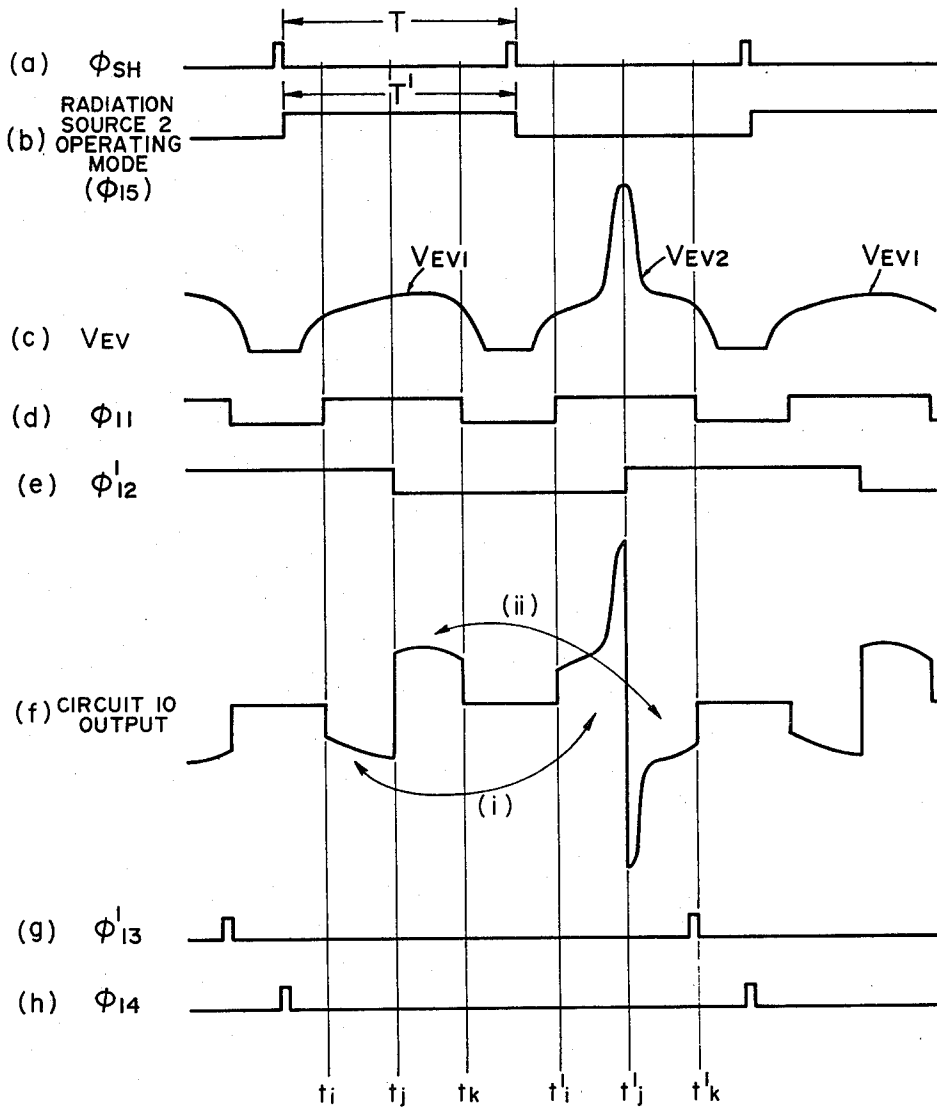 T
(a) ϕSH
T'
RADIATION
SOURCE 2
(b) OPERATING
MODE
(ϕ15)
VEV1
VEV2
VEV1
(c) VEV
(d) ϕ11
(e) ϕ'12
(ii)
(f) CIRCUIT 10
OUTPUT
(i)
(g) ϕ'13
(h) ϕ14
ti tj tk t'i t'j t'k